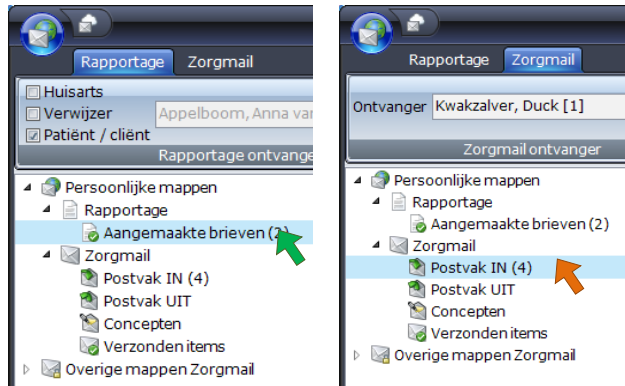 Rapportage Zorgmail
Huisarts
Verwijzer Appelboom, Anna va
Patiënt / cliënt
Rapportage ontvange
Persoonlijke mappen
Rapportage
Aangemaakte brieven (2)
Zorgmail
Postvak IN (4)
Postvak UIT
Concepten
Verzonden items
Overige mappen Zorgmail
Rapportage Zorgmail
Ontvanger Kwakzalver, Duck [1]
Zorgmail ontvanger
Persoonlijke mappen
Rapportage
Aangemaakte brieven (2)
Zorgmail
Postvak IN (4)
Postvak UIT
Concepten
Verzonden items
Overige mappen Zorgmail